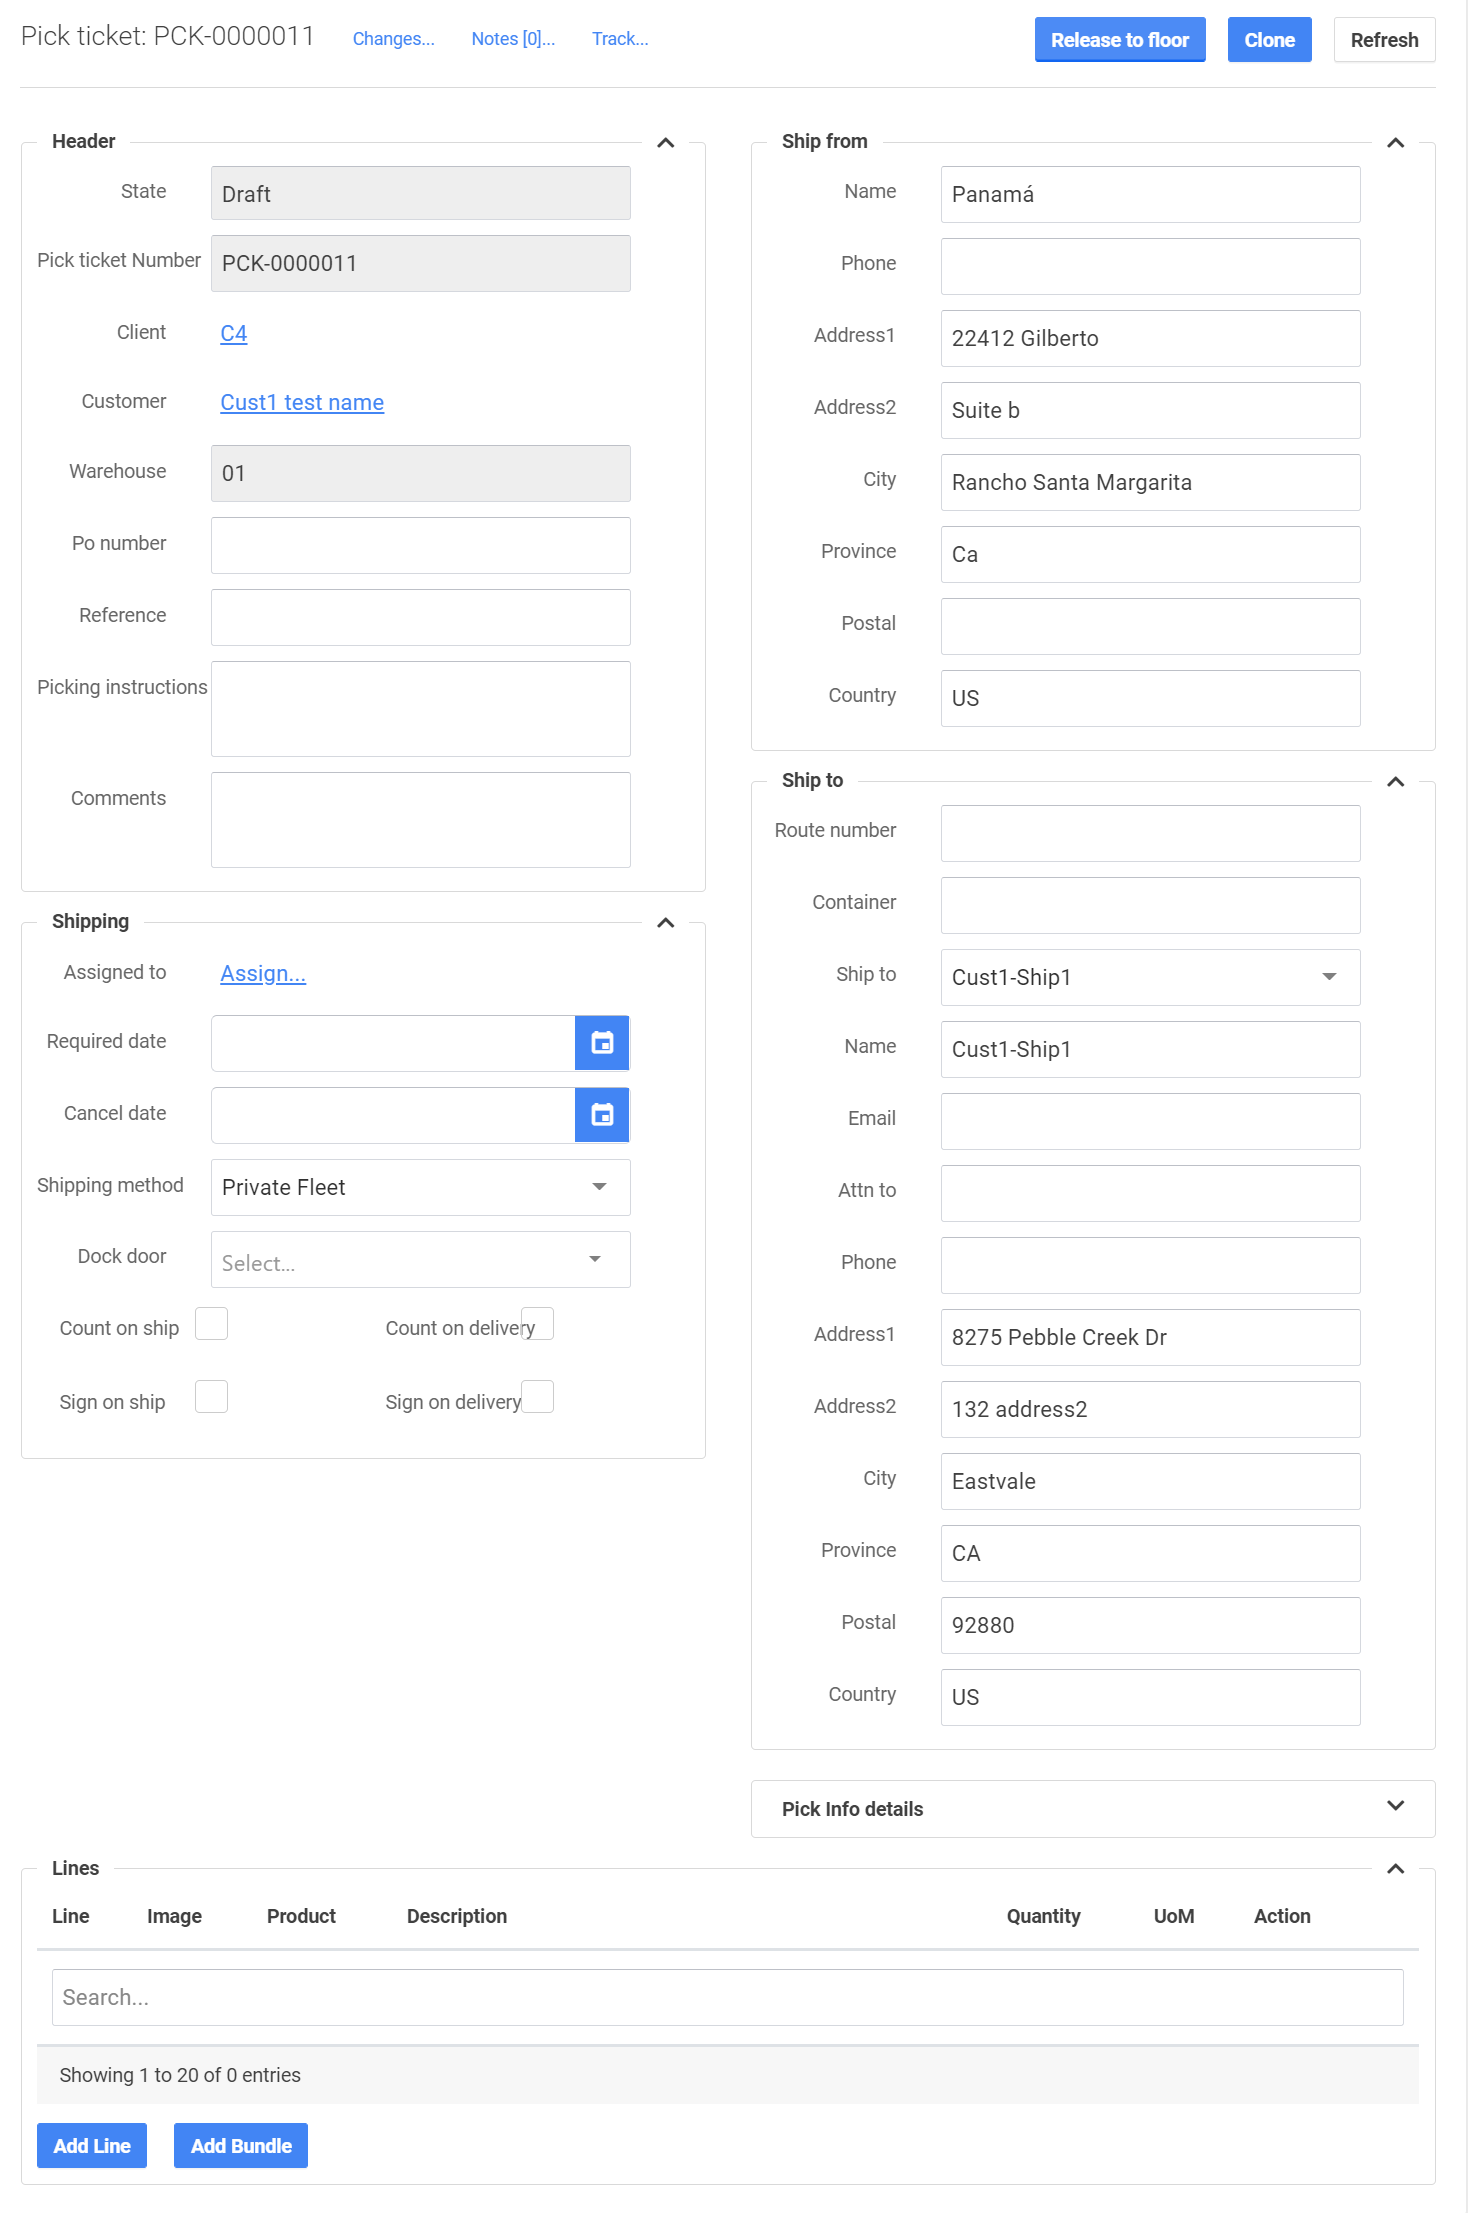 Pick ticket: PCK-0000011 Changes... Notes [0]... Track... Release to floor Clone Refresh
Header
State Draft
Pick ticket Number PCK-0000011
Client C4
Customer Cust1 test name
Warehouse 01
Po number
Reference
Picking instructions
Comments
Shipping
Assigned to Assign...
Required date
Cancel date
Shipping method Private Fleet
Dock door Select...
Count on ship Count on delivery
Sign on ship Sign on delivery
Ship from
Name Panamá
Phone
Address1 22412 Gilberto
Address2 Suite b
City Rancho Santa Margarita
Province Ca
Postal
Country US
Ship to
Route number
Container
Ship to Cust1-Ship1
Name Cust1-Ship1
Email
Attn to
Phone
Address1 8275 Pebble Creek Dr
Address2 132 address2
City Eastvale
Province CA
Postal 92880
Country US
Pick Info details
Lines
Line Image Product Description Quantity UoM Action
Search...
Showing 1 to 20 of 0 entries
Add Line Add Bundle